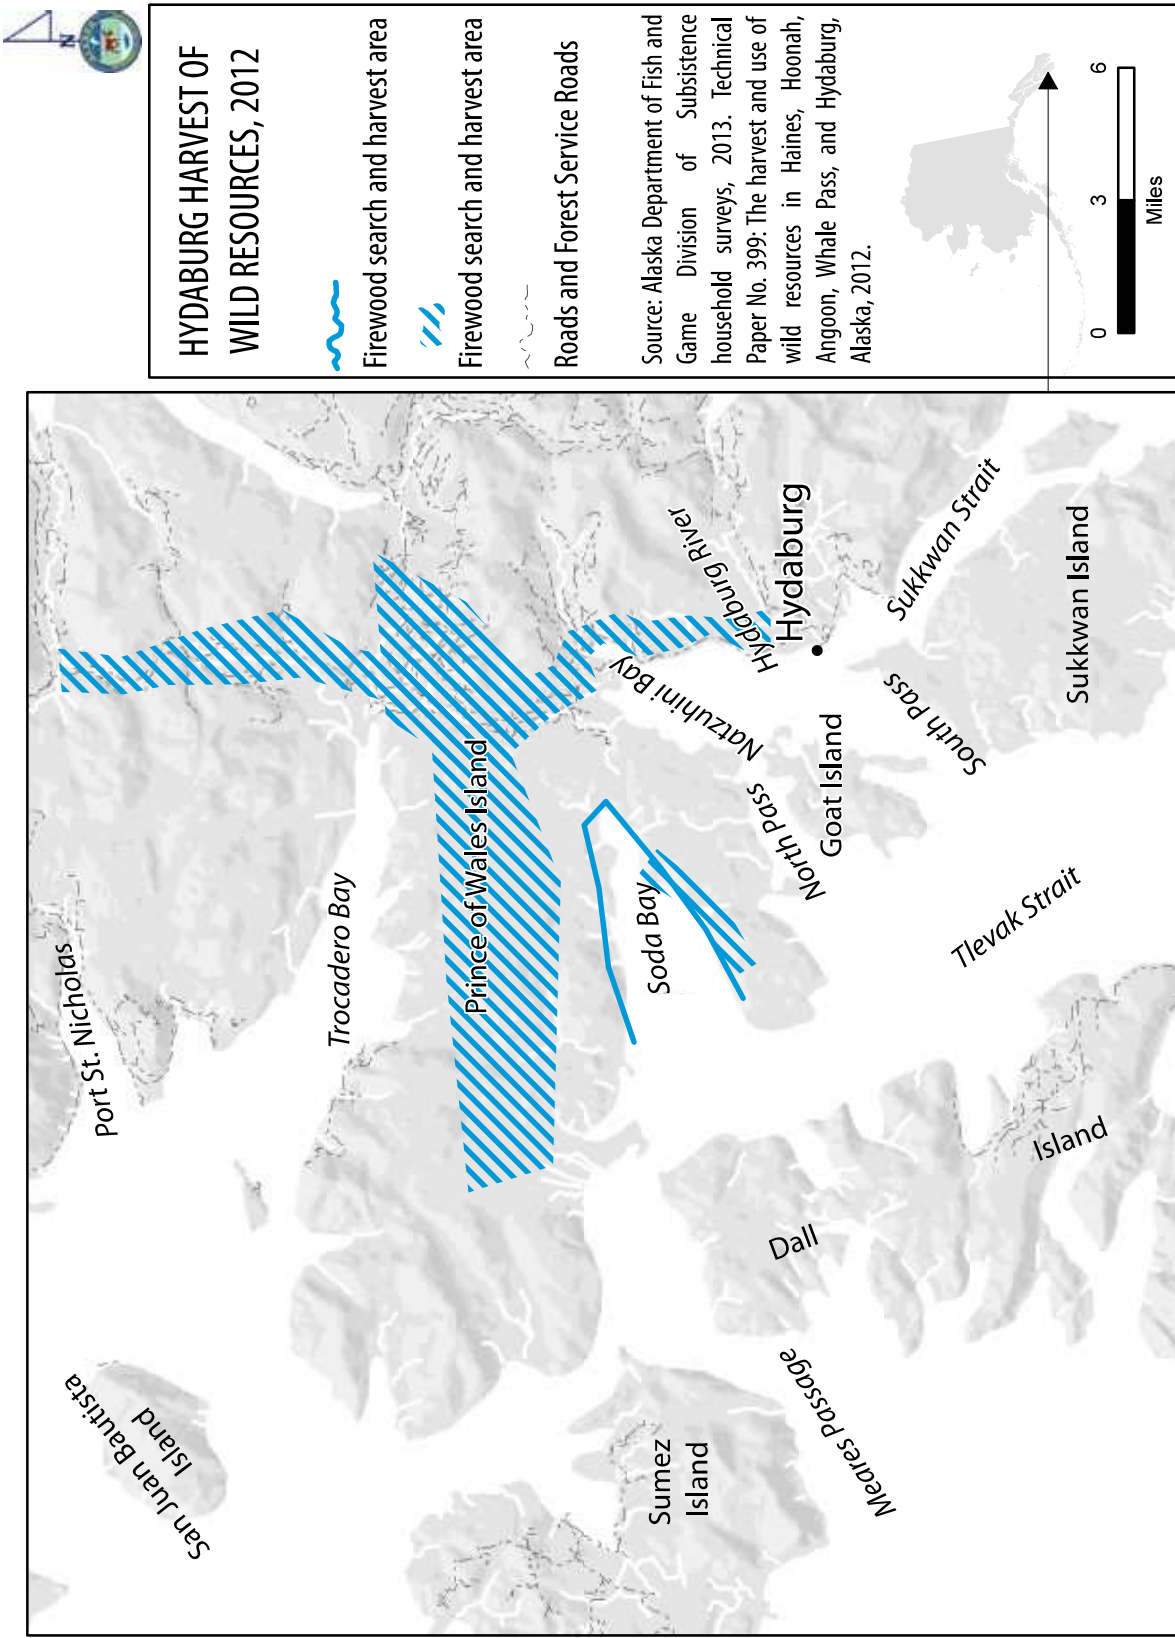 HYDABURG HARVEST OF
WILD RESOURCES, 2012
Firewood search and harvest area
Firewood search and harvest area
Roads and Forest Service Roads
Source: Alaska Department of Fish and
Game Division of Subsistence
household surveys, 2013. Technical
Paper No. 399: The harvest and use of
wild resources in Haines, Hoonah,
Angoon, Whale Pass, and Hydaburg,
Alaska, 2012.
0 3 6
Miles
N
San Juan Bautista
Island
Port St. Nicholas
Trocadero Bay
Prince of Wales Island
Soda Bay
Natzuhini Bay
Hydaburg River
Hydaburg
North Pass
Goat Island
South Pass
Sukkwan Strait
Sukkwan Island
Tlevak Strait
Dall
Island
Meares Passage
Sumez
Island